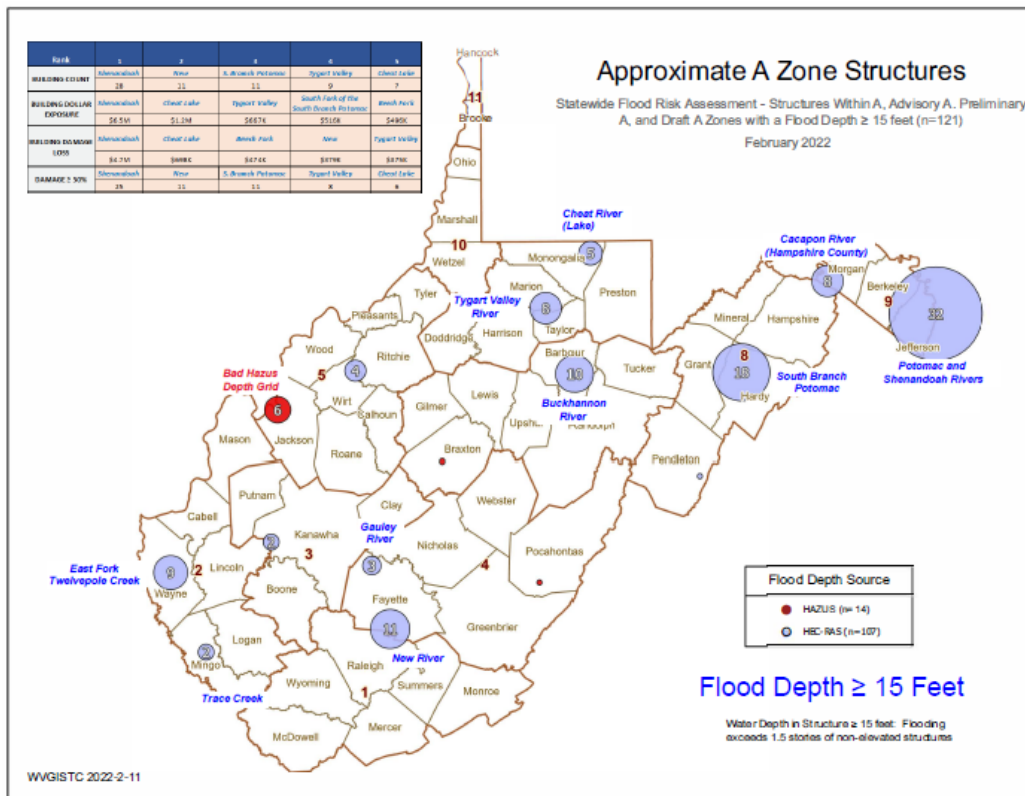 Approximate A Zone Structures
Statewide Flood Risk Assessment - Structures Within A, Advisory A. Preliminary
A, and Draft A Zones with a Flood Depth ≥ 15 feet (n=121)
February 2022
Rank 1 2 3 4 5
BUILDING COUNT Shenandoah New S. Branch Potomac Tygart Valley Cheat Lake
28 11 11 9 7
BUILDING DOLLAR EXPOSURE Shenandoah Cheat Lake Tygart Valley South Fork of the South Branch Potomac Beech Fork
$6.5M $1.2M $687K $516K
BUILDING DAMAGE LOSS Shenandoah Cheat Lake Beech Fork New Tygart Valley
$4.7M
DAMAGE ≥ 50% Shenandoah New S. Branch Potomac Tygart Valley Cheat Lake
11 11 8 6
Hancock
11
Brooke
Ohio
Marshall
10
Wetzel
Cheat River
(Lake)
Monongalia
5
Cacapon River
(Hampshire County)
Morgan
8
Berkeley
9
32
Jefferson
Potomac and
Shenandoah Rivers
Tyler
Marion
Preston
Tygart Valley
River
6
Taylor
Mineral
Hampshire
Pleasants
Doddridge
Harrison
Wood
Ritchie
Barbour
Tucker
Grant
8
Hardy
South Branch
Potomac
Bad Hazus
Depth Grid
6
5
4
Wirt
Calhoun
Gilmer
Lewis
Buckhannon
River
Mason
Jackson
Roane
Braxton
Pendleton
Putnam
Clay
Webster
Cabell
Kanawha
Gauley
River
Nicholas
Pocahontas
East Fork
Twelvepole Creek
9
Wayne
2
Lincoln
2
3
3
4
Boone
Fayette
Greenbrier
11
New River
Logan
2
Mingo
Raleigh
Trace Creek
Wyoming
1
Summers
Monroe
McDowell
Mercer
Flood Depth Source
HAZUS (n=14)
HEC-RAS (n=107)
Flood Depth ≥ 15 Feet
Water Depth in Structure ≥ 15 feet: Flooding
exceeds 1.5 stories of non-elevated structures
WVGISTC 2022-2-11